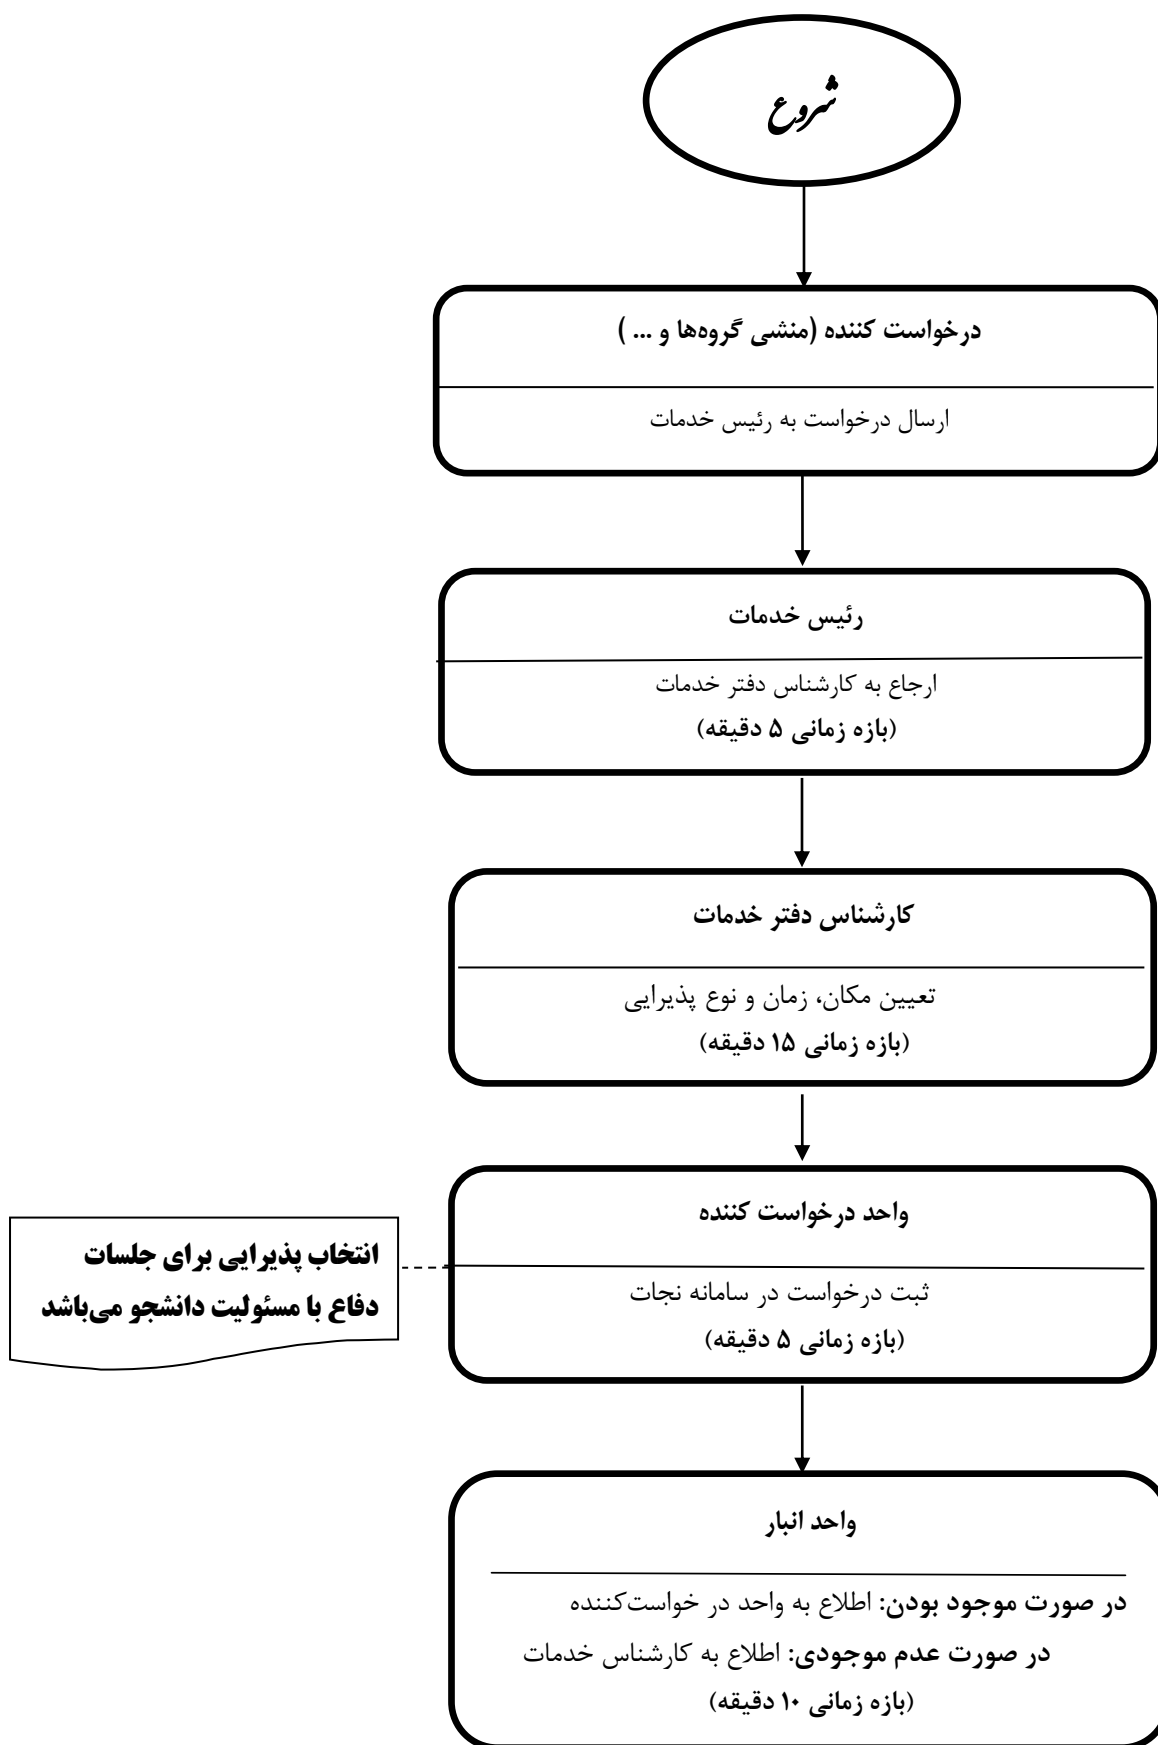 شروع
درخواست کننده (منشی گروه‌ها و ... )
ارسال درخواست به رئیس خدمات
رئیس خدمات
ارجاع به کارشناس دفتر خدمات
(بازه زمانی ۵ دقیقه)
کارشناس دفتر خدمات
تعیین مکان، زمان و نوع پذیرایی
(بازه زمانی ۱۵ دقیقه)
واحد درخواست کننده
ثبت درخواست در سامانه نجات
(بازه زمانی ۵ دقیقه)
انتخاب پذیرایی برای جلسات
دفاع با مسئولیت دانشجو می‌باشد
واحد انبار
در صورت موجود بودن: اطلاع به واحد در خواست‌کننده
در صورت عدم موجودی: اطلاع به کارشناس خدمات
(بازه زمانی ۱۰ دقیقه)